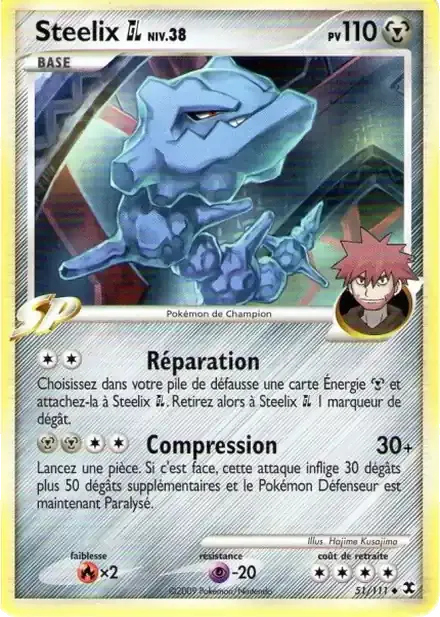 Steelix GL NIV.38 PV 110
BASE
SP
Pokémon de Champion
Réparation
Choisissez dans votre pile de défausse une carte Énergie et
attachez-la à Steelix GL. Retirez alors à Steelix GL 1 marqueur de
dégât.
Compression 30+
Lancez une pièce. Si c'est face, cette attaque inflige 30 dégâts
plus 50 dégâts supplémentaires et le Pokémon Défenseur est
maintenant Paralysé.
Illus. Hajime Kusajima
faiblesse résistance coût de retraite
×2 -20
©2009 Pokémon/Nintendo 51/111